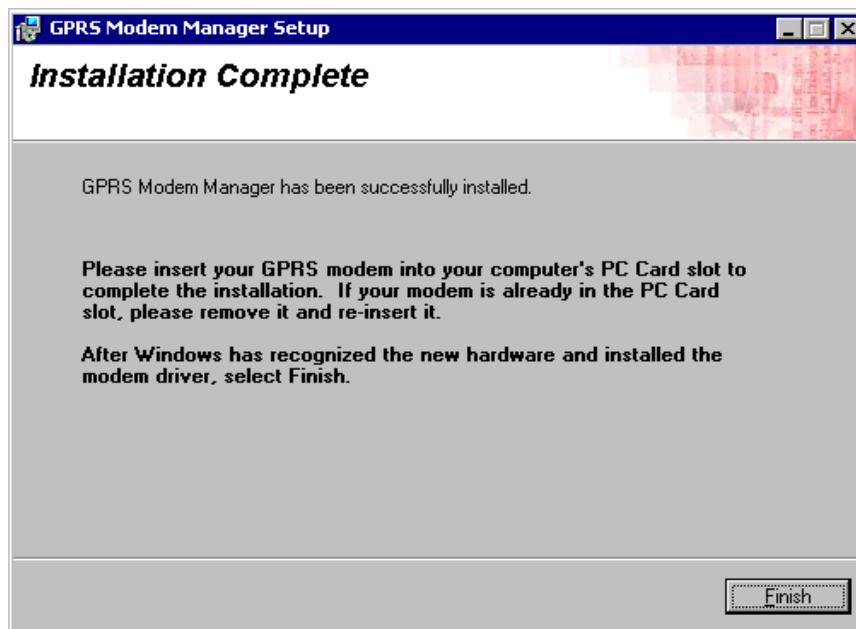 GPRS Modem Manager Setup
Installation Complete
GPRS Modem Manager has been successfully installed.
Please insert your GPRS modem into your computer's PC Card slot to
complete the installation.  If your modem is already in the PC Card
slot, please remove it and re-insert it.
After Windows has recognized the new hardware and installed the
modem driver, select Finish.
Finish